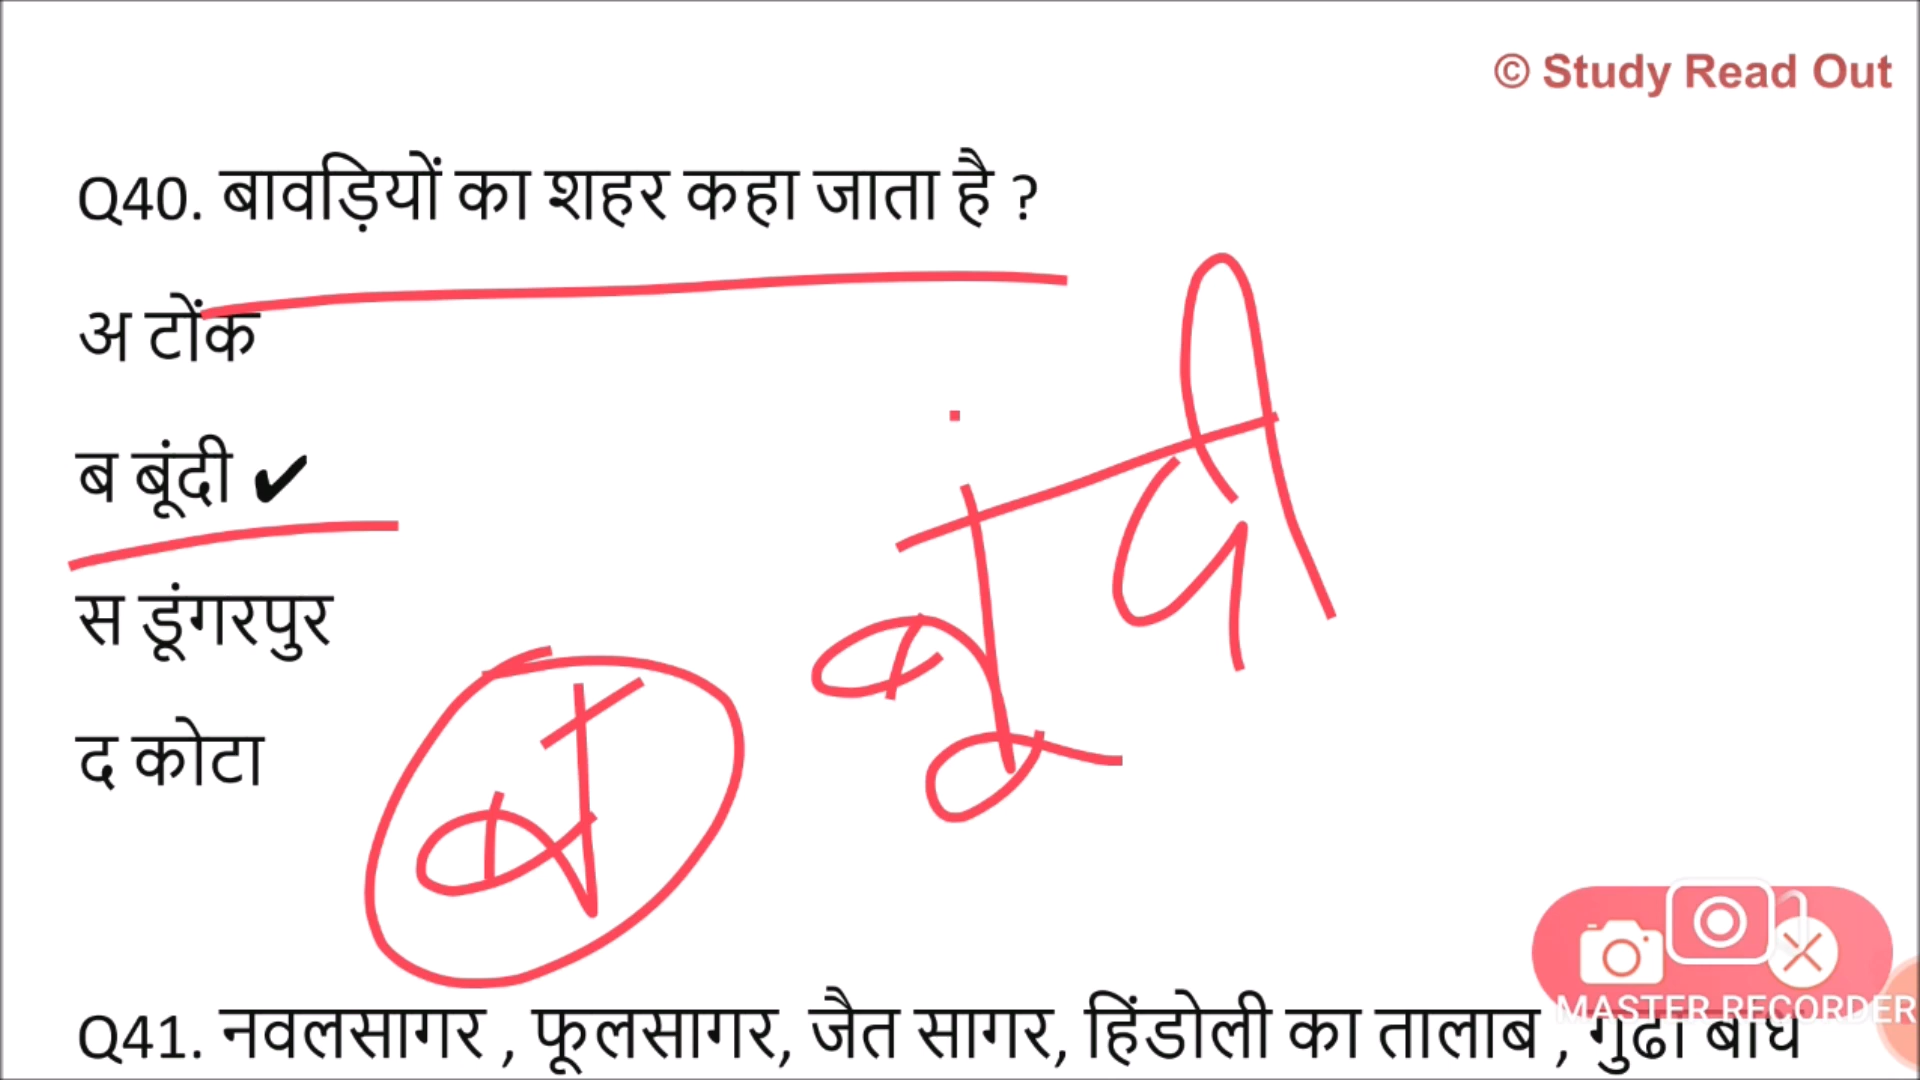 © Study Read Out
Q40. बावड़ियों का शहर कहा जाता है ?
अ टोंक
ब बूंदी ✔
स डूंगरपुर
द कोटा
ब
बूंदी
Q41. नवलसागर , फूलसागर, जैत सागर, हिंडोली का तालाब , गुढा बांध
MASTER RECORDER